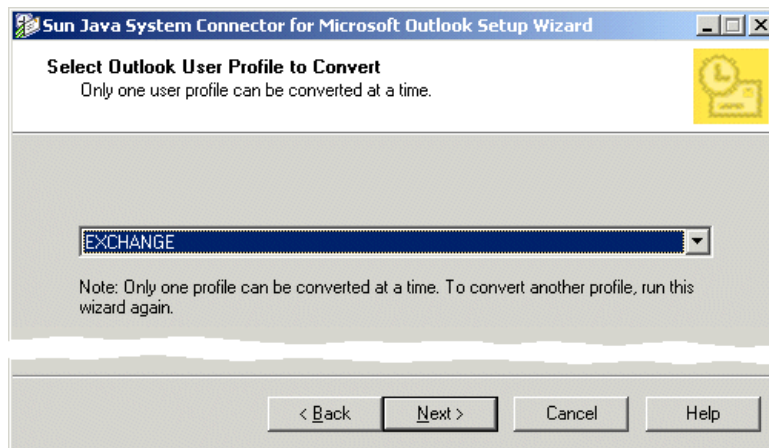 Sun Java System Connector for Microsoft Outlook Setup Wizard
Select Outlook User Profile to Convert
Only one user profile can be converted at a time.
EXCHANGE
Note: Only one profile can be converted at a time. To convert another profile, run this
wizard again.
< Back Next > Cancel Help